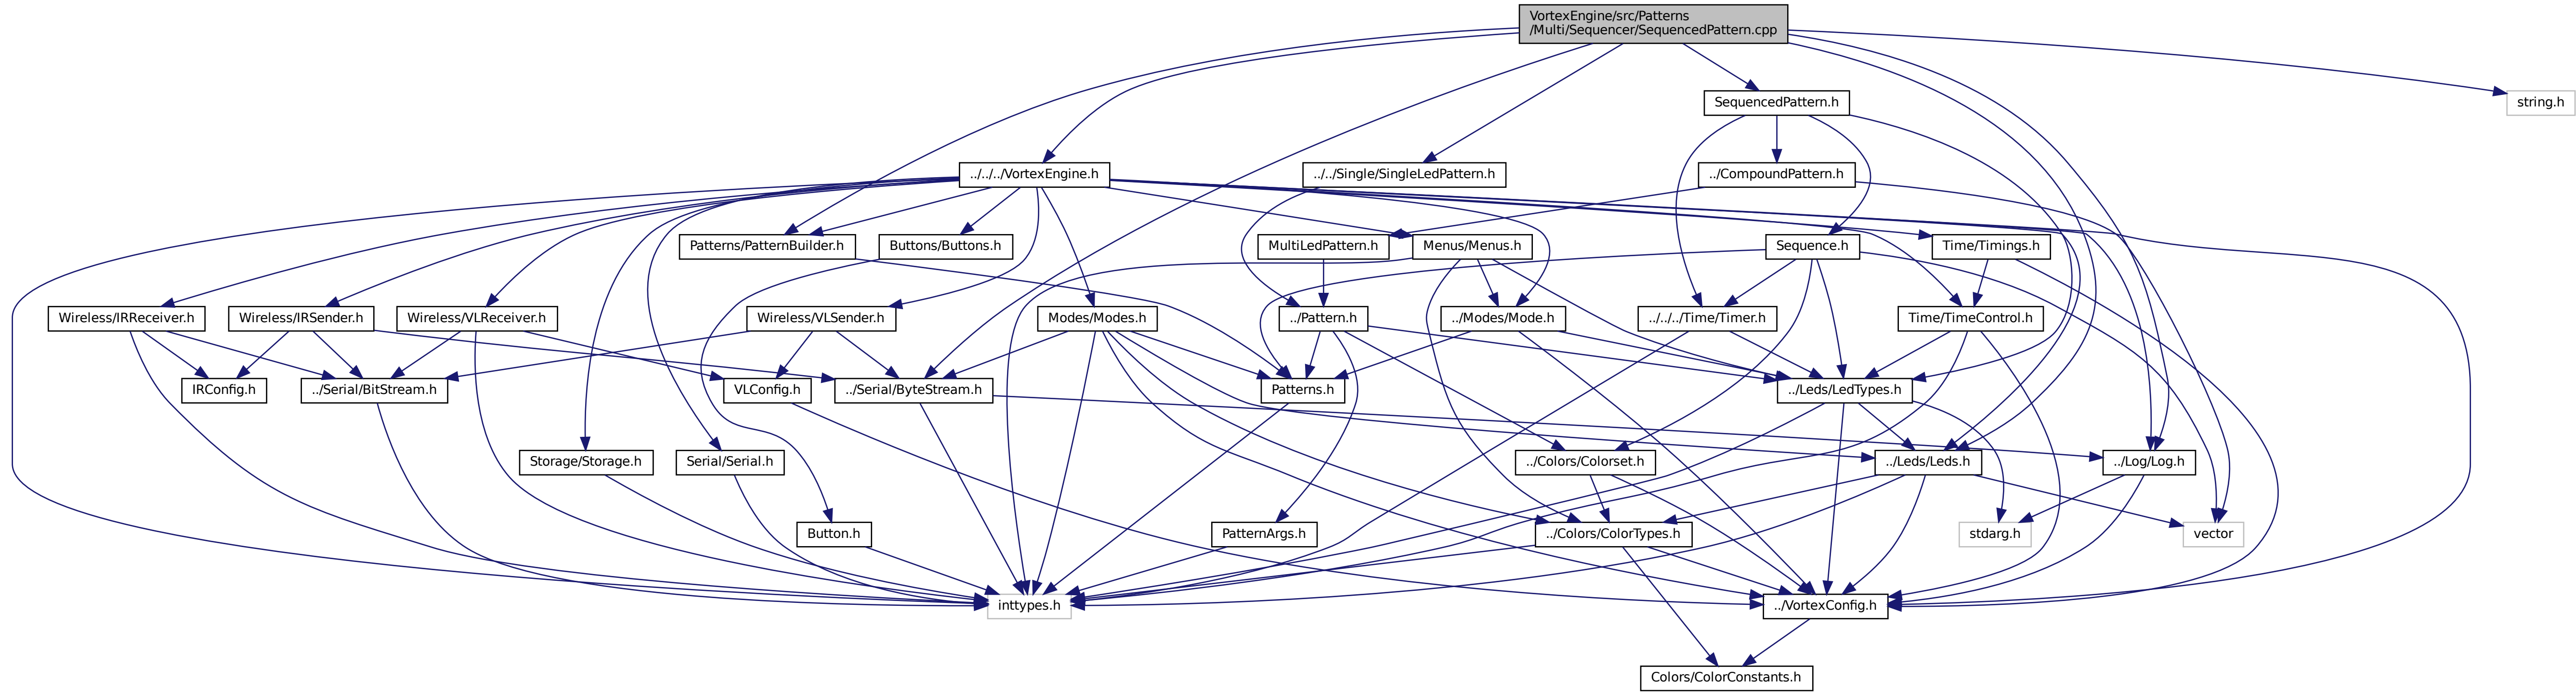 VortexEngine/src/Patterns
/Multi/Sequencer/SequencedPattern.cpp
SequencedPattern.h
string.h
../../../VortexEngine.h
../../Single/SingleLedPattern.h
../CompoundPattern.h
Patterns/PatternBuilder.h
Buttons/Buttons.h
MultiLedPattern.h
Menus/Menus.h
Sequence.h
Time/Timings.h
Wireless/IRReceiver.h
Wireless/IRSender.h
Wireless/VLReceiver.h
Wireless/VLSender.h
Modes/Modes.h
../Pattern.h
../Modes/Mode.h
../../../Time/Timer.h
Time/TimeControl.h
IRConfig.h
../Serial/BitStream.h
VLConfig.h
../Serial/ByteStream.h
Patterns.h
../Leds/LedTypes.h
Storage/Storage.h
Serial/Serial.h
../Colors/Colorset.h
../Leds/Leds.h
../Log/Log.h
Button.h
PatternArgs.h
../Colors/ColorTypes.h
stdarg.h
vector
inttypes.h
../VortexConfig.h
Colors/ColorConstants.h